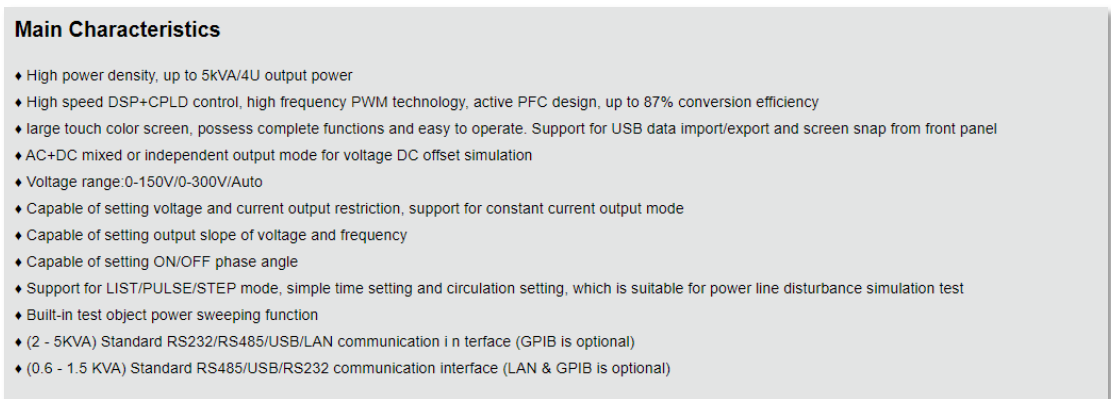 Main Characteristics
♦ High power density, up to 5kVA/4U output power
♦ High speed DSP+CPLD control, high frequency PWM technology, active PFC design, up to 87% conversion efficiency
♦ large touch color screen, possess complete functions and easy to operate. Support for USB data import/export and screen snap from front panel
♦ AC+DC mixed or independent output mode for voltage DC offset simulation
♦ Voltage range:0-150V/0-300V/Auto
♦ Capable of setting voltage and current output restriction, support for constant current output mode
♦ Capable of setting output slope of voltage and frequency
♦ Capable of setting ON/OFF phase angle
♦ Support for LIST/PULSE/STEP mode, simple time setting and circulation setting, which is suitable for power line disturbance simulation test
♦ Built-in test object power sweeping function
♦ (2 - 5KVA) Standard RS232/RS485/USB/LAN communication i n terface (GPIB is optional)
♦ (0.6 - 1.5 KVA) Standard RS485/USB/RS232 communication interface (LAN & GPIB is optional)